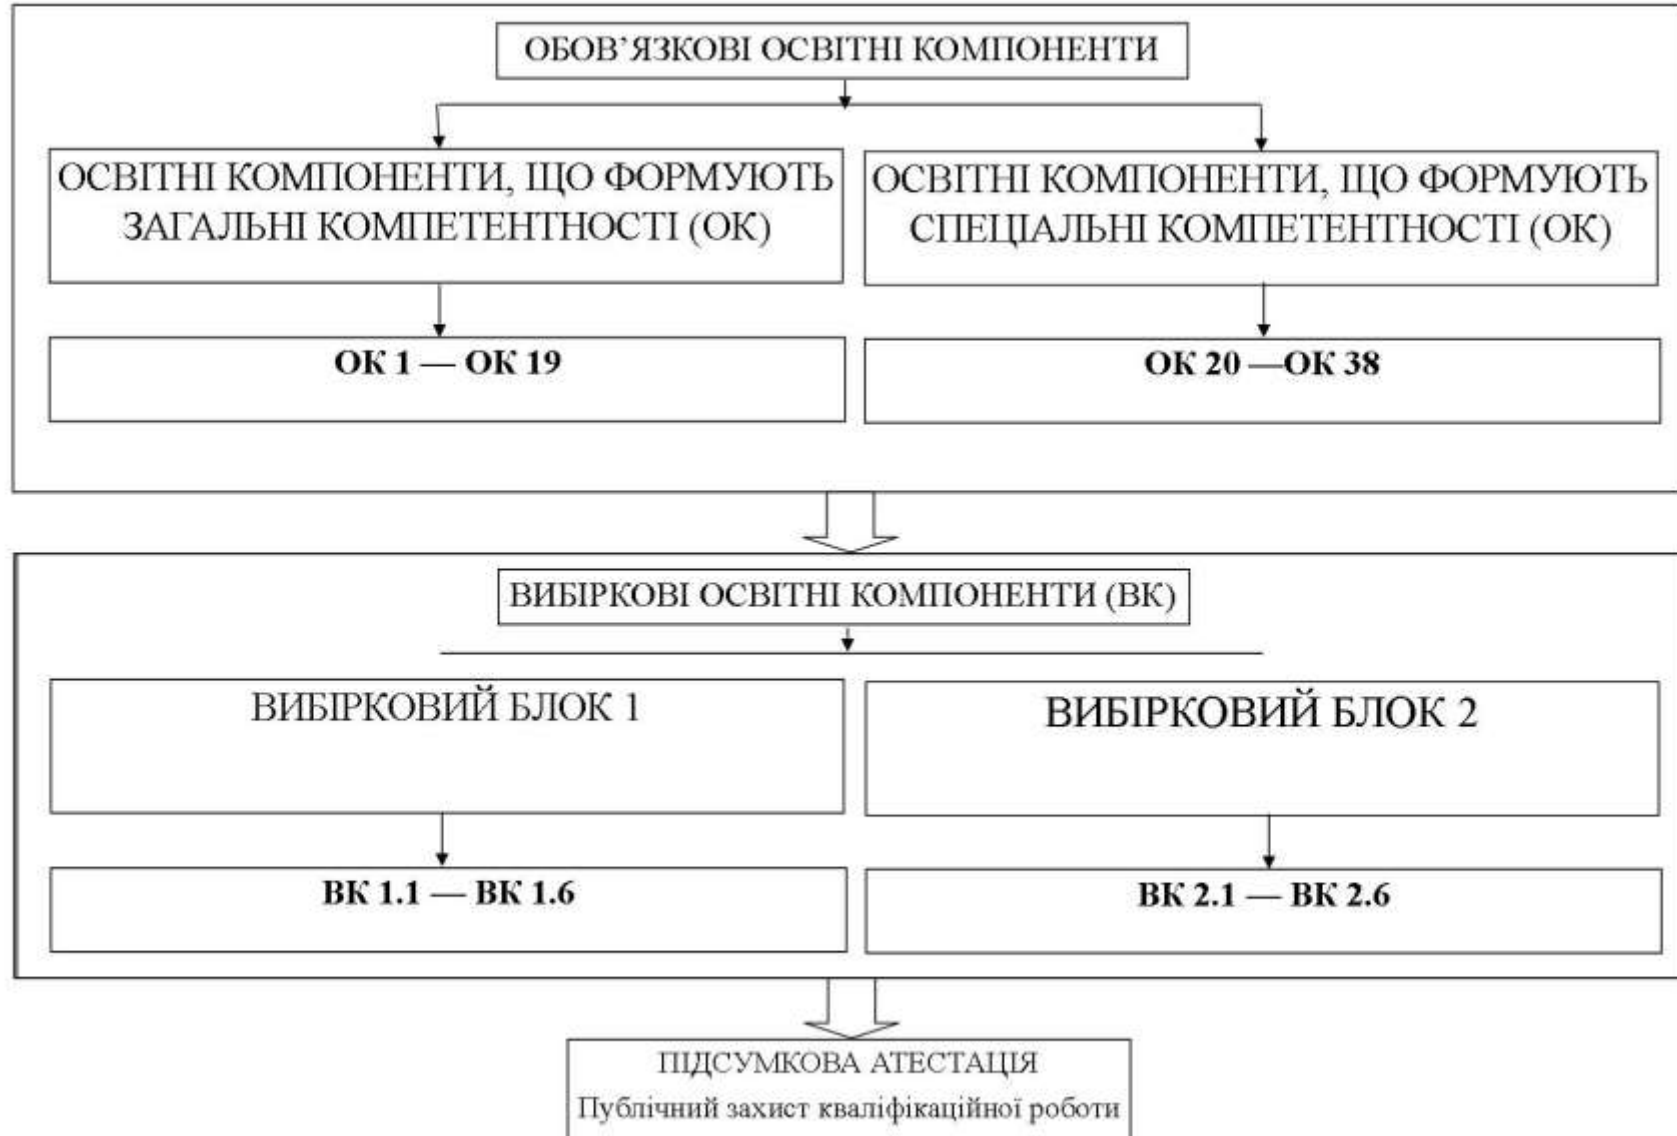 ОБОВ’ЯЗКОВІ ОСВІТНІ КОМПОНЕНТИ
ОСВІТНІ КОМПОНЕНТИ, ЩО ФОРМУЮТЬ
ЗАГАЛЬНІ КОМПЕТЕНТНОСТІ (ОК)
ОСВІТНІ КОМПОНЕНТИ, ЩО ФОРМУЮТЬ
СПЕЦІАЛЬНІ КОМПЕТЕНТНОСТІ (ОК)
ОК 1 — ОК 19
ОК 20 —ОК 38
ВИБІРКОВІ ОСВІТНІ КОМПОНЕНТИ (ВК)
ВИБІРКОВИЙ БЛОК 1
ВИБІРКОВИЙ БЛОК 2
ВК 1.1 — ВК 1.6
ВК 2.1 — ВК 2.6
ПІДСУМКОВА АТЕСТАЦІЯ
Публічний захист кваліфікаційної роботи